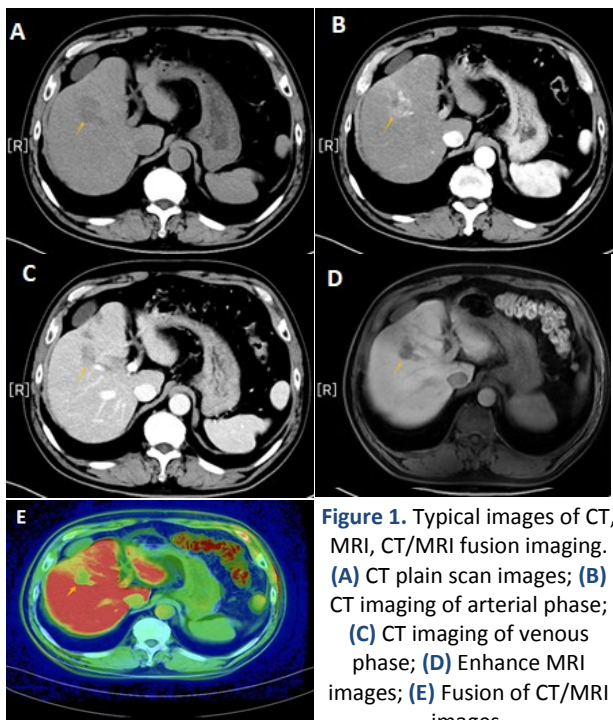 A
[R]
B
[R]
C
[R]
D
[R]
E
Figure 1. Typical images of CT,
MRI, CT/MRI fusion imaging.
(A) CT plain scan images; (B)
CT imaging of arterial phase;
(C) CT imaging of venous
phase; (D) Enhance MRI
images; (E) Fusion of CT/MRI
images